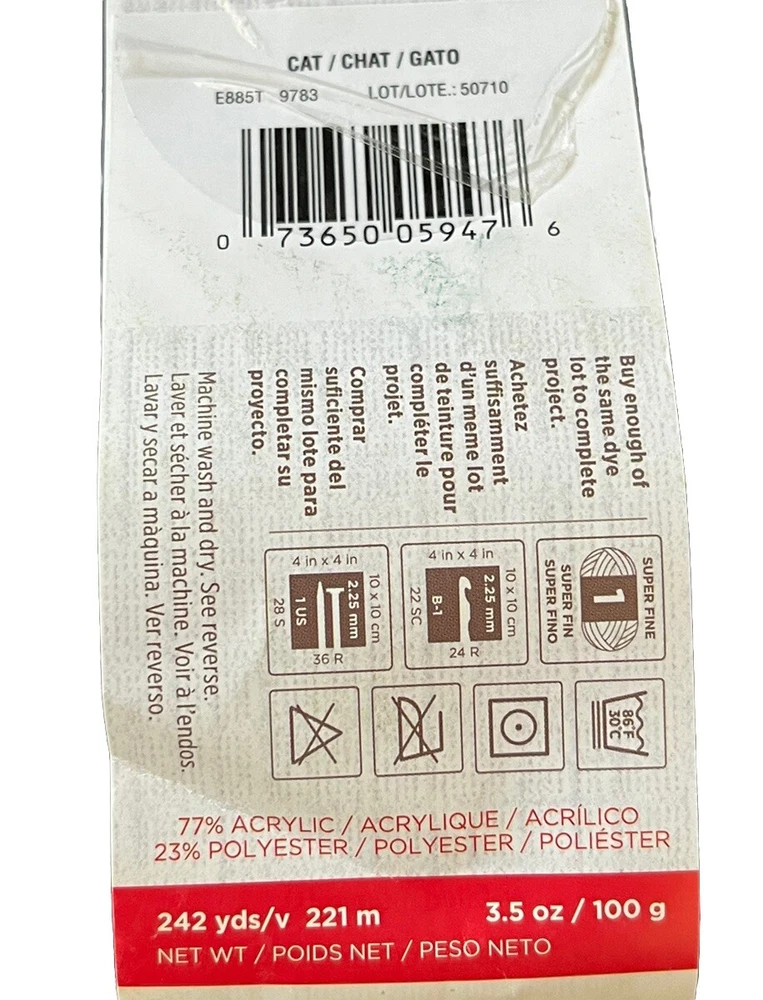 CAT / CHAT / GATO
E885T 9783 LOT/LOTE.: 50710
0 73650 05947 6
Buy enough of
the same dye
lot to complete
project.
Achetez
suffisamment
d'un meme lot
de teinture pour
compléter le
projet.
Comprar
suficiente del
mismo lote para
completar su
proyecto.
Machine wash and dry. See reverse.
Laver et sécher à la machine. Voir à l'endos.
Lavar y secar a màquina. Ver reverso.
SUPER FINE
1
SUPER FIN
SUPER FINO
10 x 10 cm
2.25 mm
B-1
4 in x 4 in
24 R
22 SC
10 x 10 cm
2.25 mm
1 US
4 in x 4 in
36 R
28 S
86°F
30°C
77% ACRYLIC / ACRYLIQUE / ACRÍLICO
23% POLYESTER / POLYESTER / POLIÉSTER
242 yds/v 221 m 3.5 oz / 100 g
NET WT / POIDS NET / PESO NETO